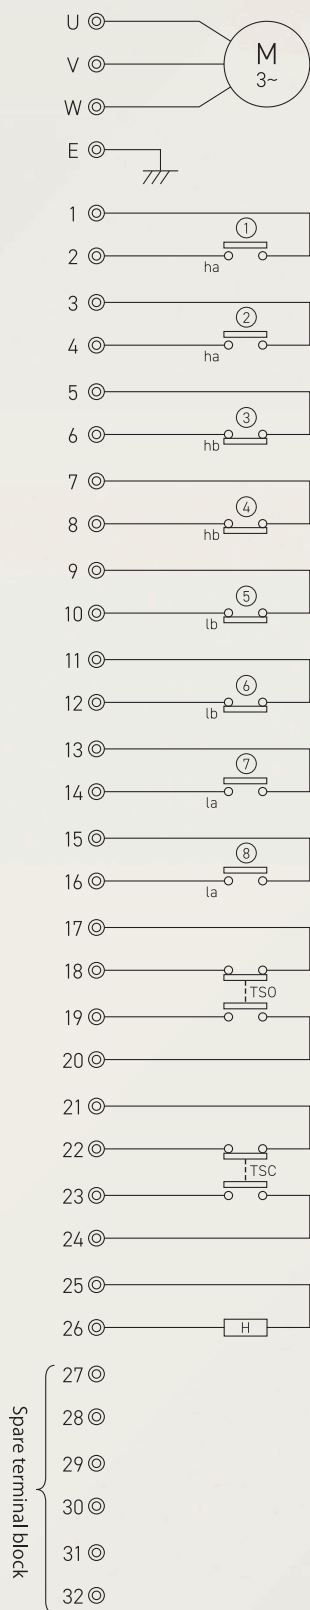 U
M
3~
V
W
E
1
①
2
ha
3
②
4
ha
5
③
6
hb
7
④
8
hb
9
⑤
10
lb
11
⑥
12
lb
13
⑦
14
la
15
⑧
16
la
17
18
TSO
19
20
21
22
TSC
23
24
25
26
H
27
28
29
30
31
32
Spare terminal block